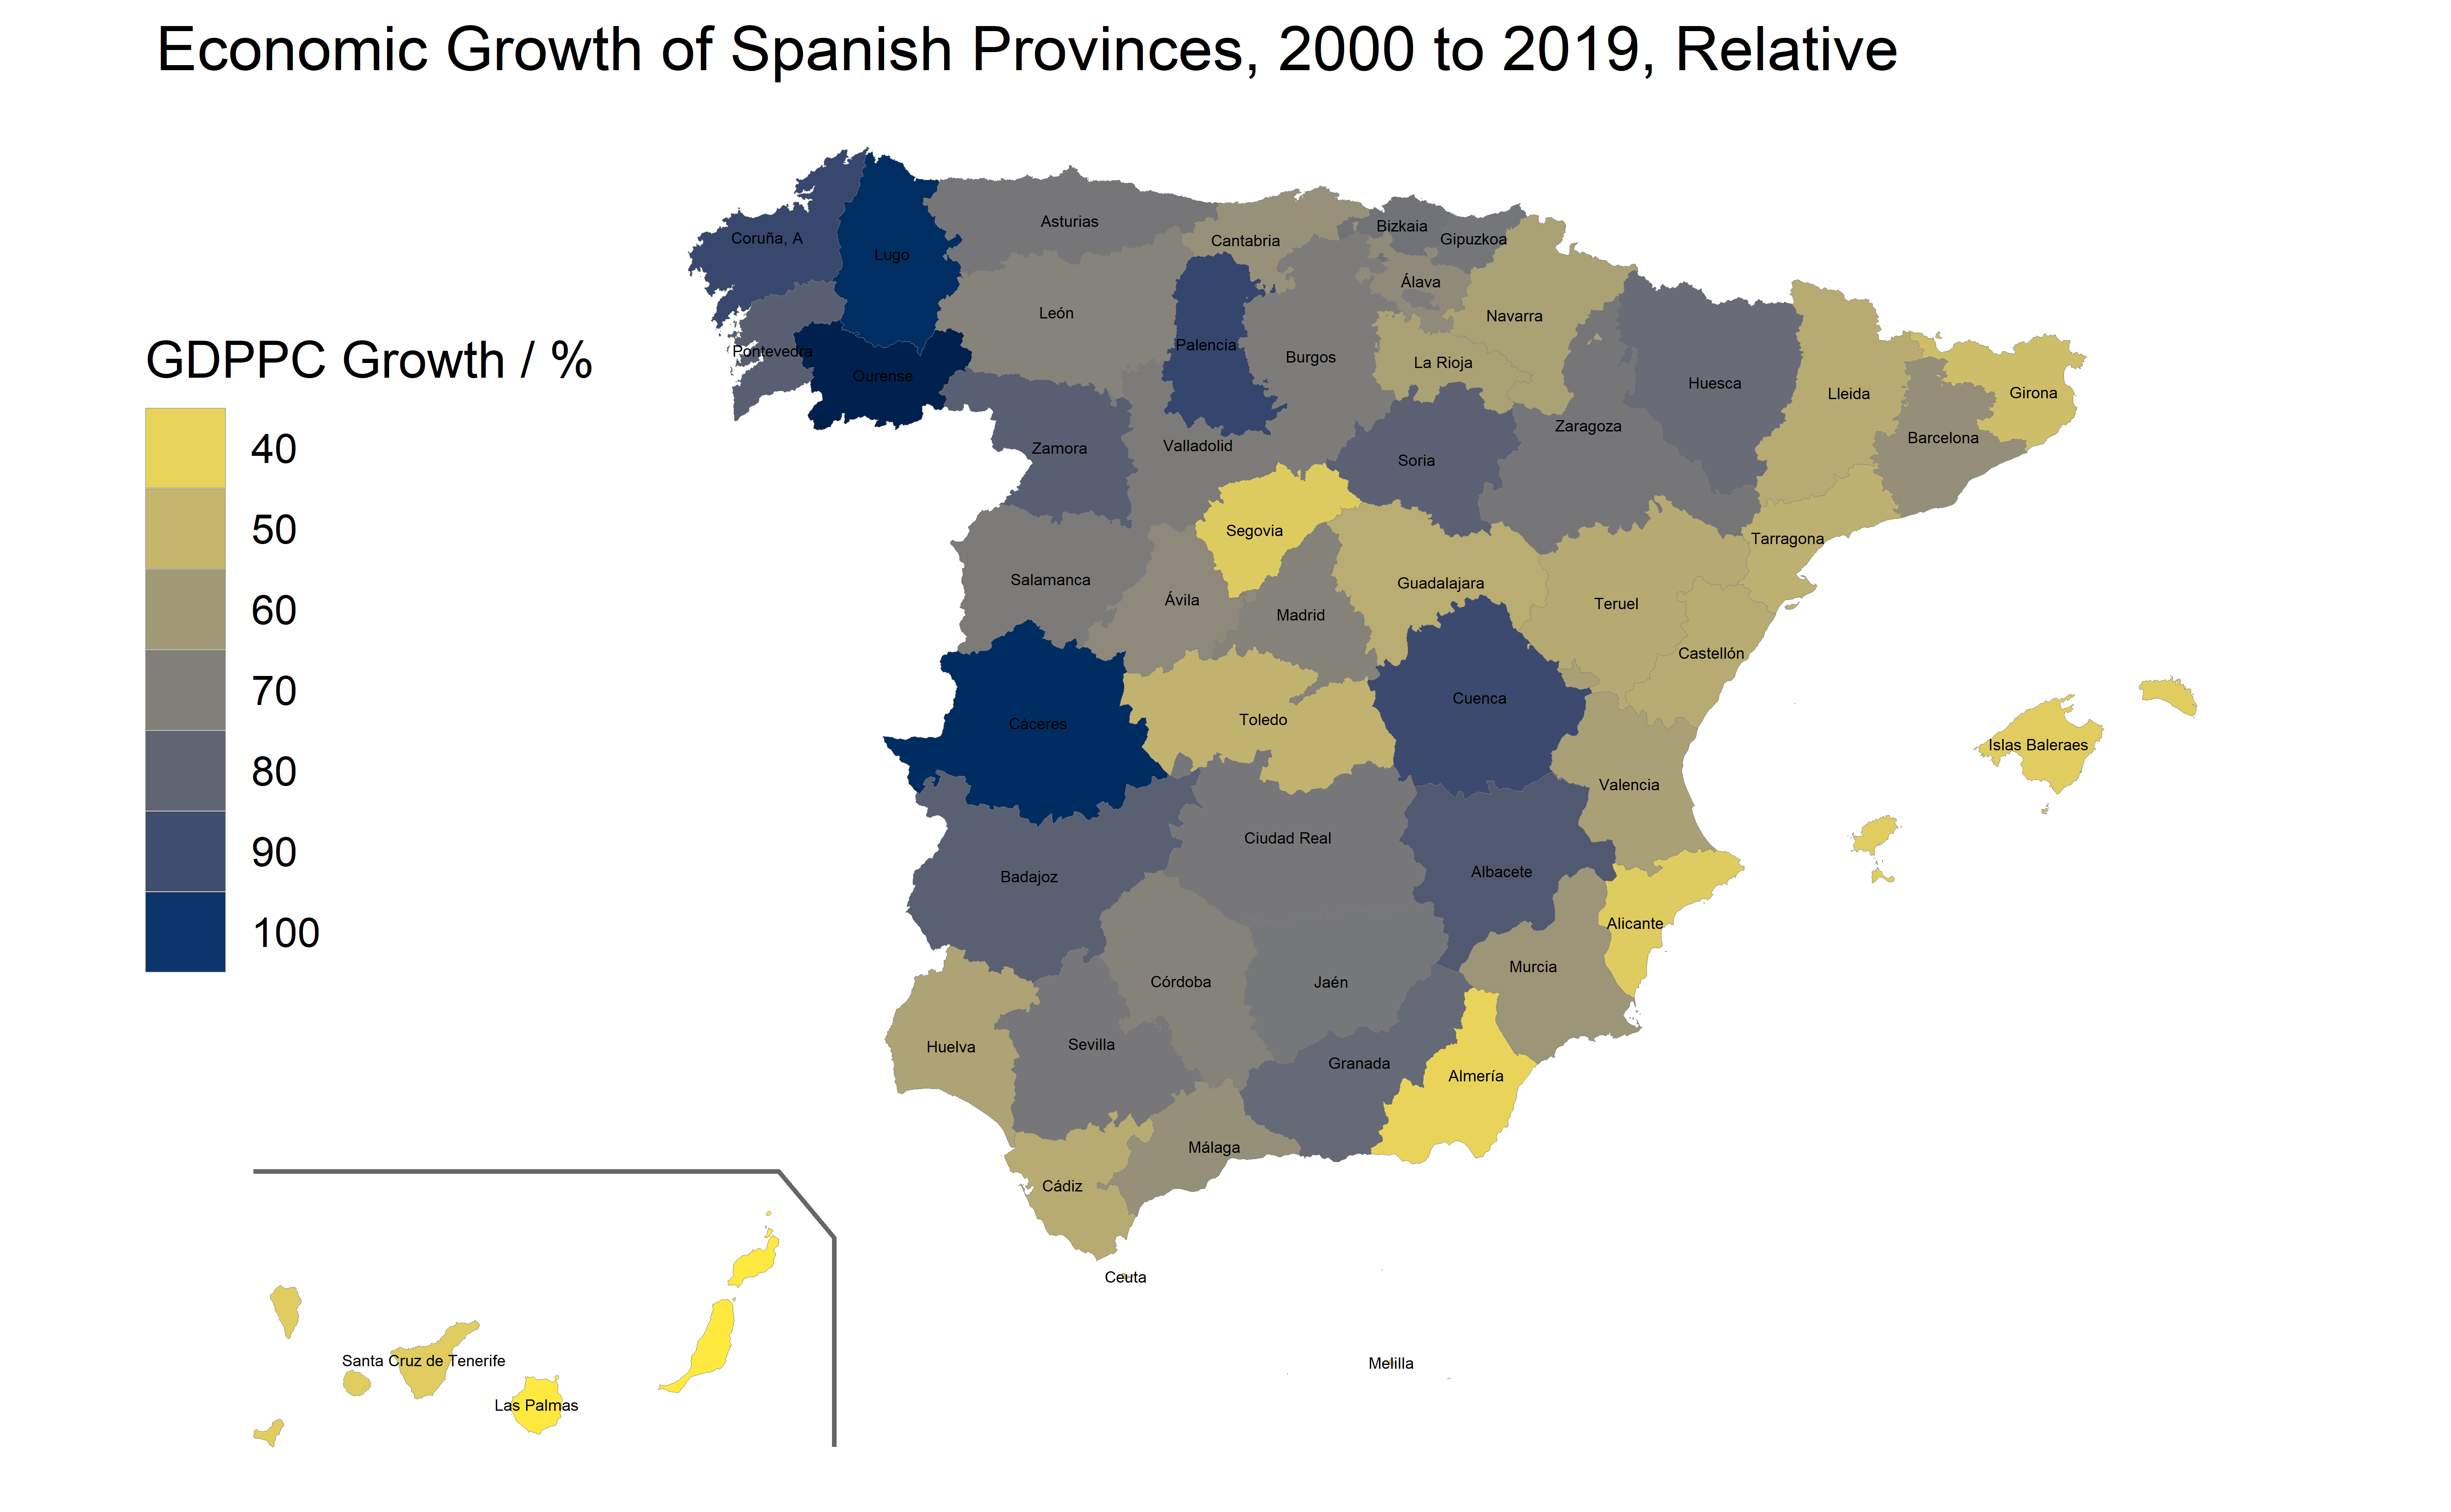 Economic Growth of Spanish Provinces, 2000 to 2019, Relative
GDPPC Growth / %
40
50
60
70
80
90
100
Coruña, A
Lugo
Asturias
Cantabria
Bizkaia
Gipuzkoa
Álava
Navarra
León
Palencia
Burgos
La Rioja
Pontevedra
Ourense
Huesca
Lleida
Girona
Zamora
Valladolid
Soria
Zaragoza
Barcelona
Segovia
Tarragona
Salamanca
Ávila
Madrid
Guadalajara
Teruel
Castellón
Cáceres
Toledo
Cuenca
Islas Baleraes
Valencia
Ciudad Real
Badajoz
Albacete
Alicante
Córdoba
Jaén
Murcia
Huelva
Sevilla
Granada
Almería
Málaga
Cádiz
Ceuta
Melilla
Santa Cruz de Tenerife
Las Palmas